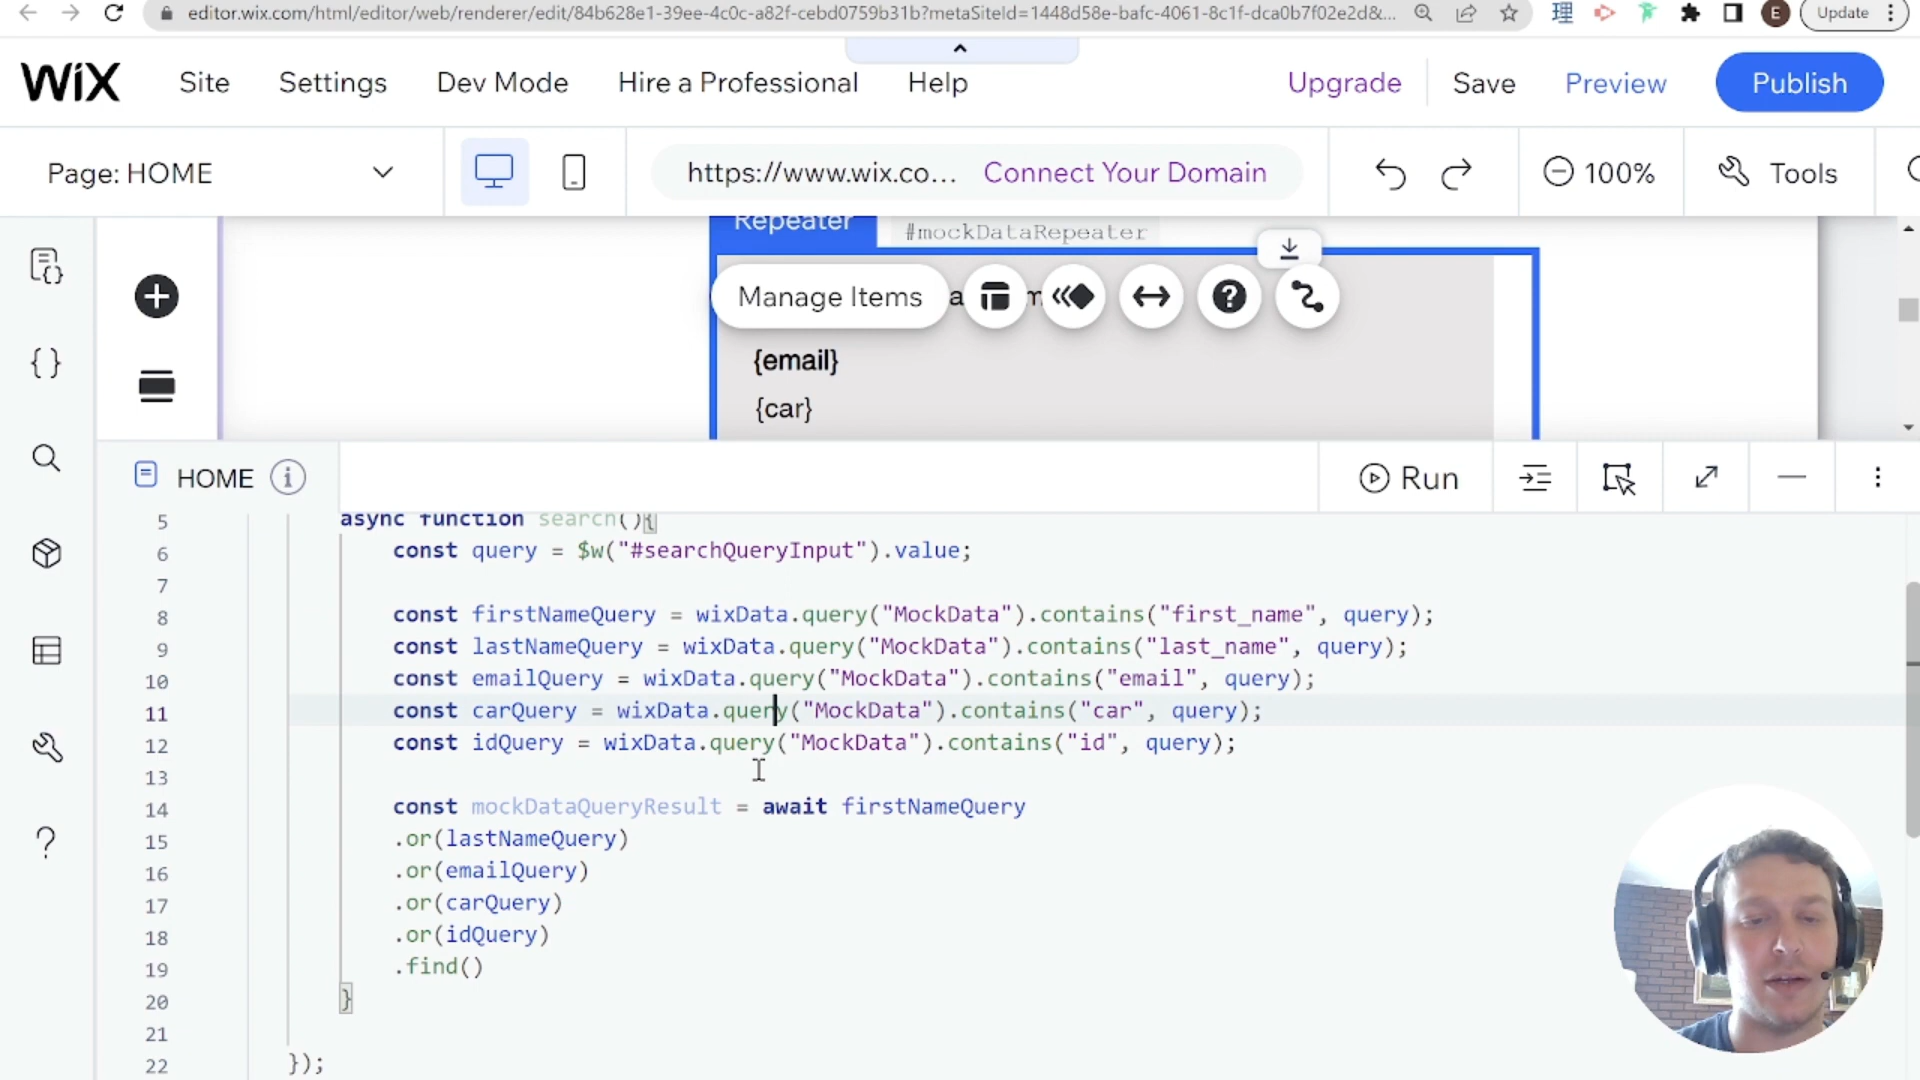 editor.wix.com/html/editor/web/renderer/edit/84b628e1-39ee-4c0c-a82f-cebd0759b31b?metaSiteId=1448d58e-bafc-4061-8c1f-dca0b7f02e2d&... 理 E Update
WiX Site Settings Dev Mode Hire a Professional Help Upgrade Save Preview Publish
Page: HOME https://www.wix.co... Connect Your Domain 100% Tools
Repeater #mockDataRepeater
Manage Items a m
{email}
{car}
HOME Run
5 async function search(){
6 const query = $w("#searchQueryInput").value;
7
8 const firstNameQuery = wixData.query("MockData").contains("first_name", query);
9 const lastNameQuery = wixData.query("MockData").contains("last_name", query);
10 const emailQuery = wixData.query("MockData").contains("email", query);
11 const carQuery = wixData.query("MockData").contains("car", query);
12 const idQuery = wixData.query("MockData").contains("id", query);
13
14 const mockDataQueryResult = await firstNameQuery
15 .or(lastNameQuery)
16 .or(emailQuery)
17 .or(carQuery)
18 .or(idQuery)
19 .find()
20 }
21
22 });